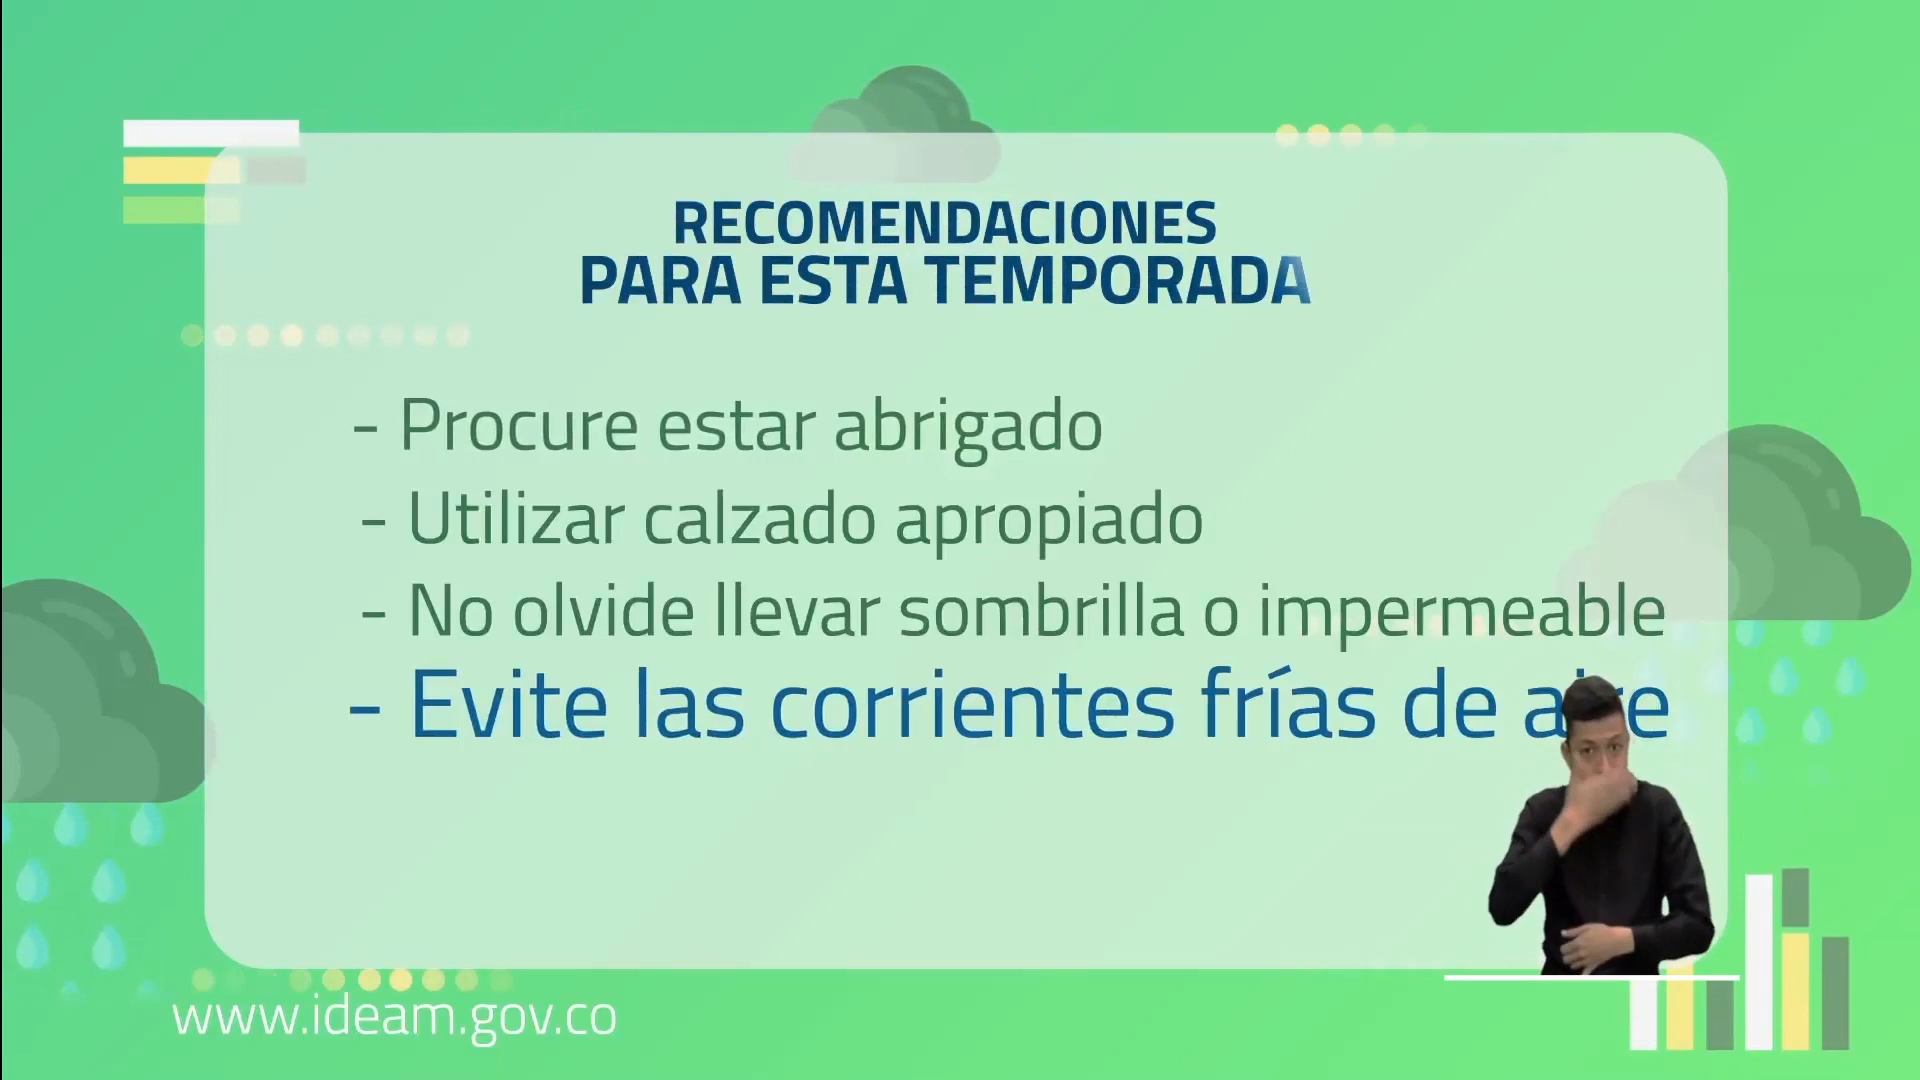 RECOMENDACIONES
PARA ESTA TEMPORADA
- Procure estar abrigado
- Utilizar calzado apropiado
- No olvide llevar sombrilla o impermeable
- Evite las corrientes frías de aire
www.ideam.gov.co